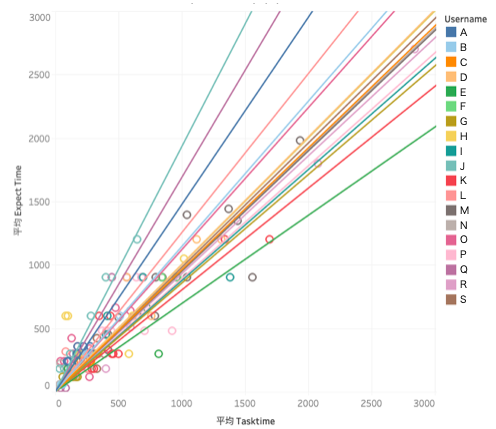 3000
2500
2000
1500
1000
500
0
平均 Expect Time
0
500
1000
1500
2000
2500
3000
平均 Tasktime
Username
A
B
C
D
E
F
G
H
I
J
K
L
M
N
O
P
Q
R
S